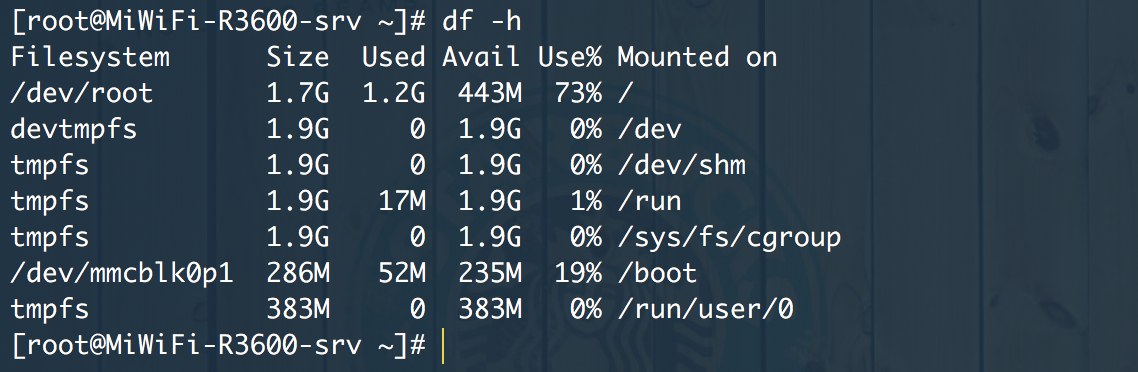 [root@MiWiFi-R3600-srv ~]# df -h
Filesystem      Size  Used Avail Use% Mounted on
/dev/root       1.7G  1.2G  443M  73% /
devtmpfs        1.9G     0  1.9G   0% /dev
tmpfs           1.9G     0  1.9G   0% /dev/shm
tmpfs           1.9G   17M  1.9G   1% /run
tmpfs           1.9G     0  1.9G   0% /sys/fs/cgroup
/dev/mmcblk0p1  286M   52M  235M  19% /boot
tmpfs           383M     0  383M   0% /run/user/0
[root@MiWiFi-R3600-srv ~]#